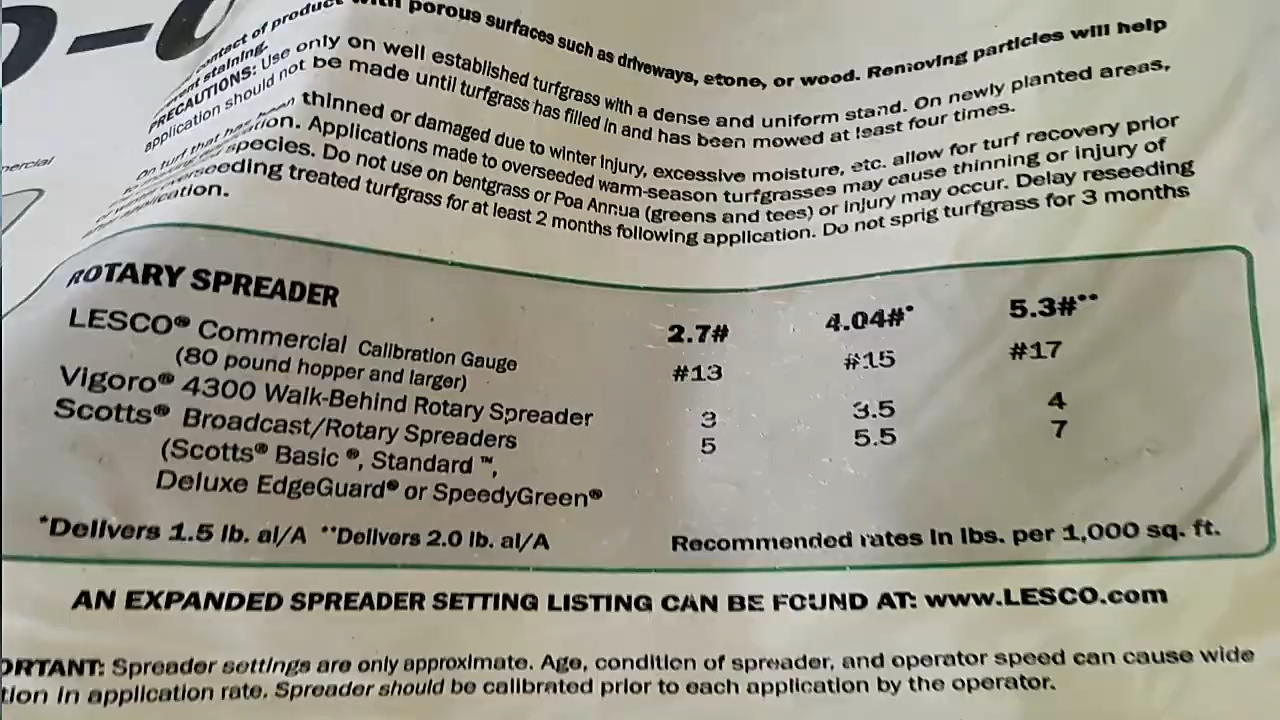 contact of product with porous surfaces such as driveways, stone, or wood. Removing particles will help
staining.
PRECAUTIONS: Use only on well established turfgrass with a dense and uniform stand. On newly planted areas,
application should not be made until turfgrass has filled in and has been mowed at least four times.
On turf that has been thinned or damaged due to winter injury, excessive moisture, etc. allow for turf recovery prior
Applications made to overseeded warm-season turfgrasses may cause thinning or injury of
species. Do not use on bentgrass or Poa Annua (greens and tees) or injury may occur. Delay reseeding
treated turfgrass for at least 2 months following application. Do not sprig turfgrass for 3 months
ROTARY SPREADER 2.7# 4.04#* 5.3#**
LESCO® Commercial Calibration Gauge #13 #15 #17
(80 pound hopper and larger)
Vigoro® 4300 Walk-Behind Rotary Spreader 3 3.5 4
Scotts® Broadcast/Rotary Spreaders 5 5.5 7
(Scotts® Basic ®, Standard ™,
Deluxe EdgeGuard® or SpeedyGreen®
*Delivers 1.5 lb. al/A **Delivers 2.0 lb. al/A Recommended rates in lbs. per 1,000 sq. ft.
AN EXPANDED SPREADER SETTING LISTING CAN BE FOUND AT: www.LESCO.com
ORTANT: Spreader settings are only approximate. Age, condition of spreader, and operator speed can cause wide
tion in application rate. Spreader should be calibrated prior to each application by the operator.